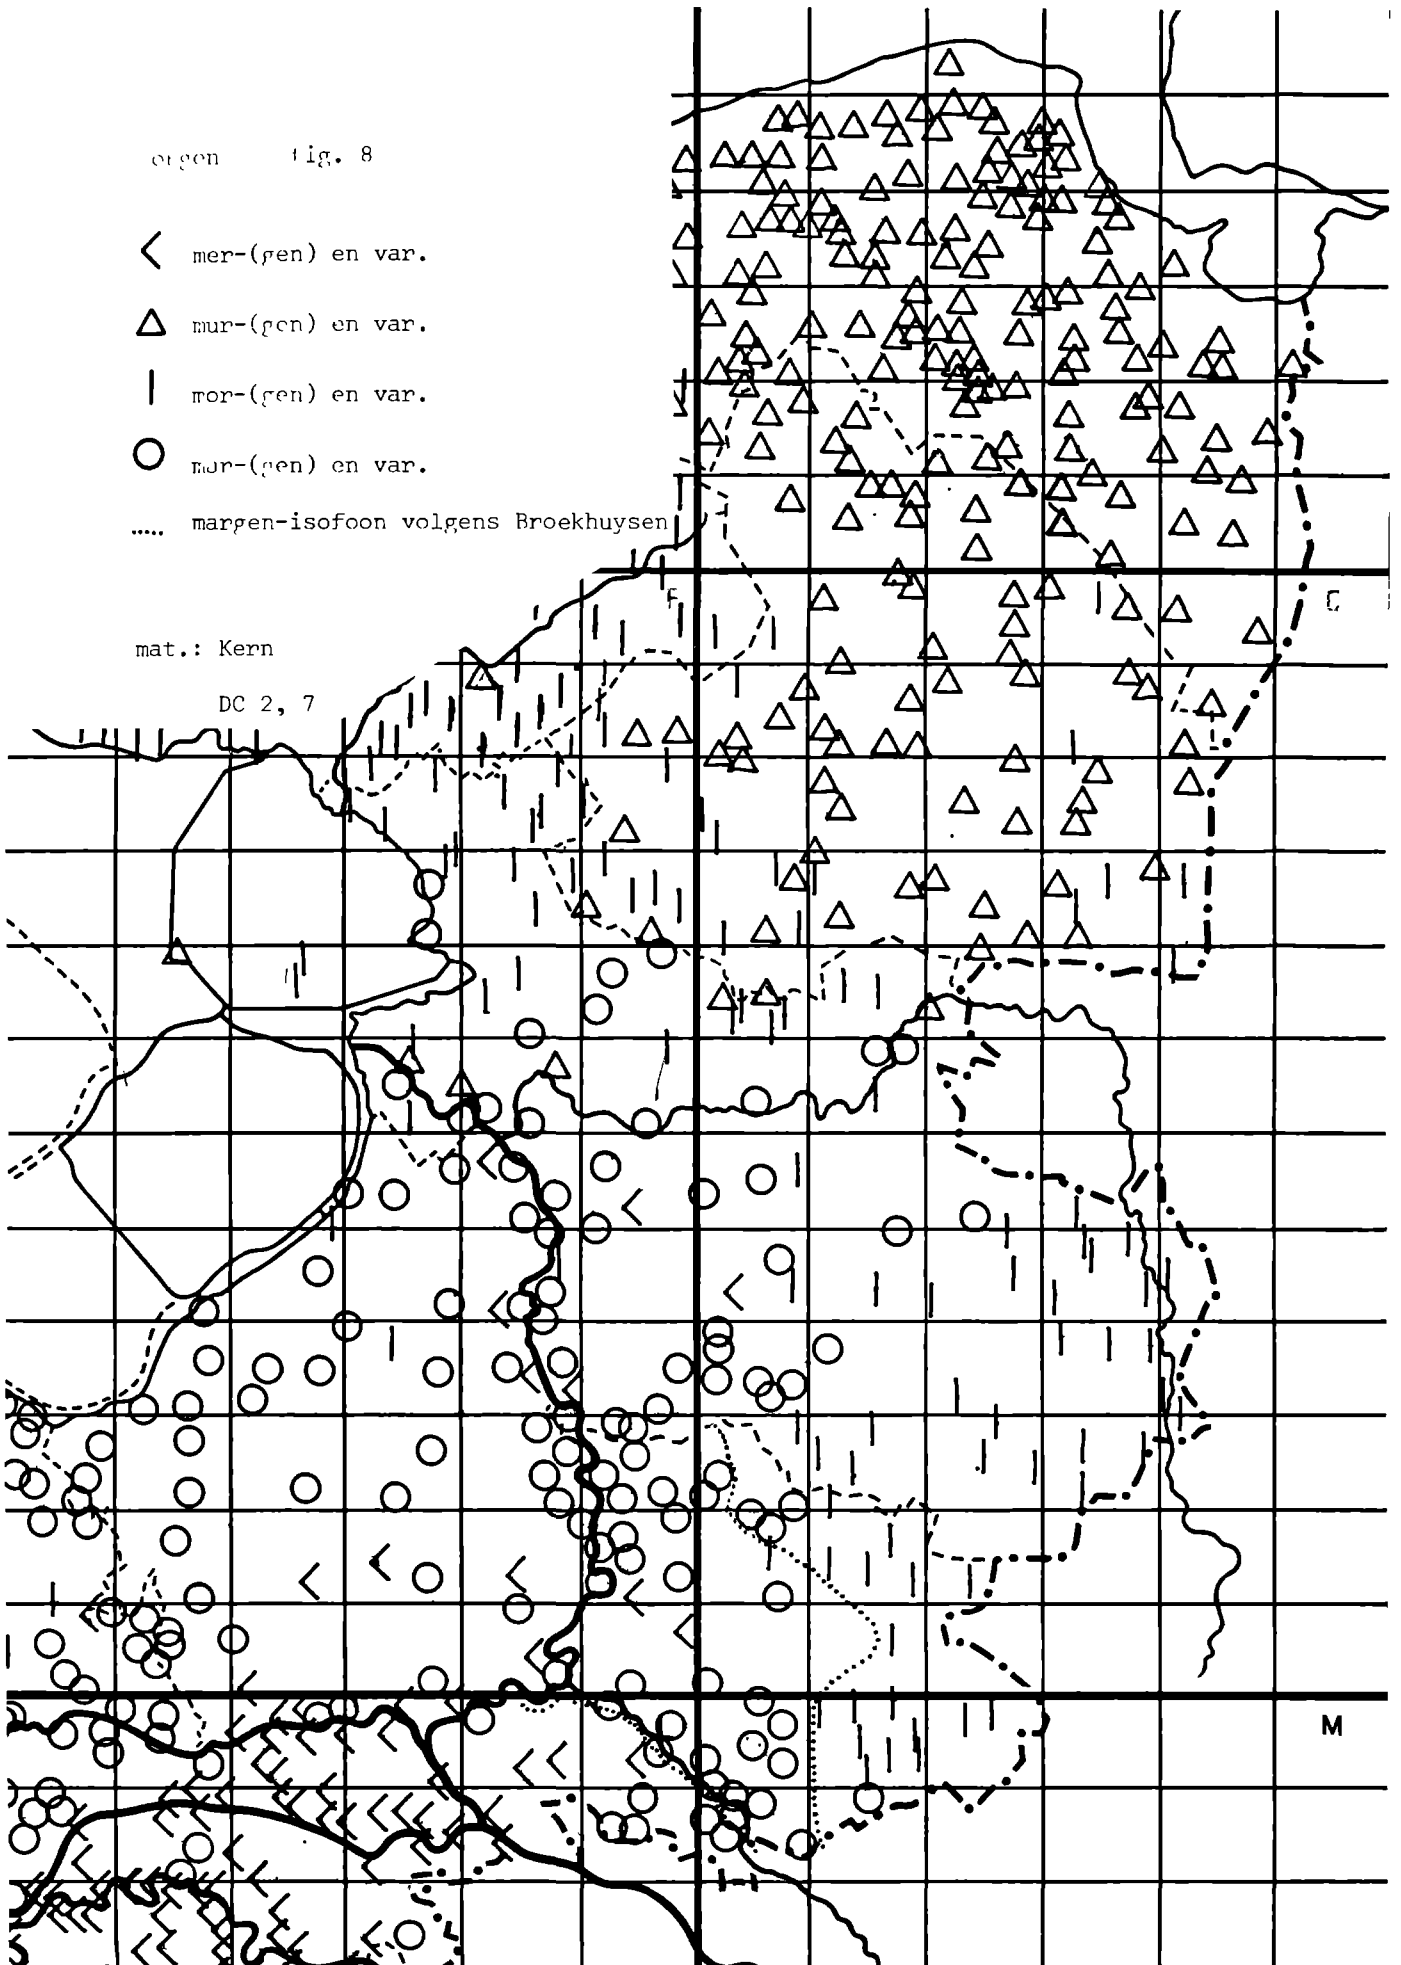 fig. 8
mer-(gen) en var.
mur-(gen) en var.
mor-(gen) en var.
mar-(gen) en var.
margen-isofoon volgens Broekhuysen
F
G
mat.: Kern
DC 2, 7
M